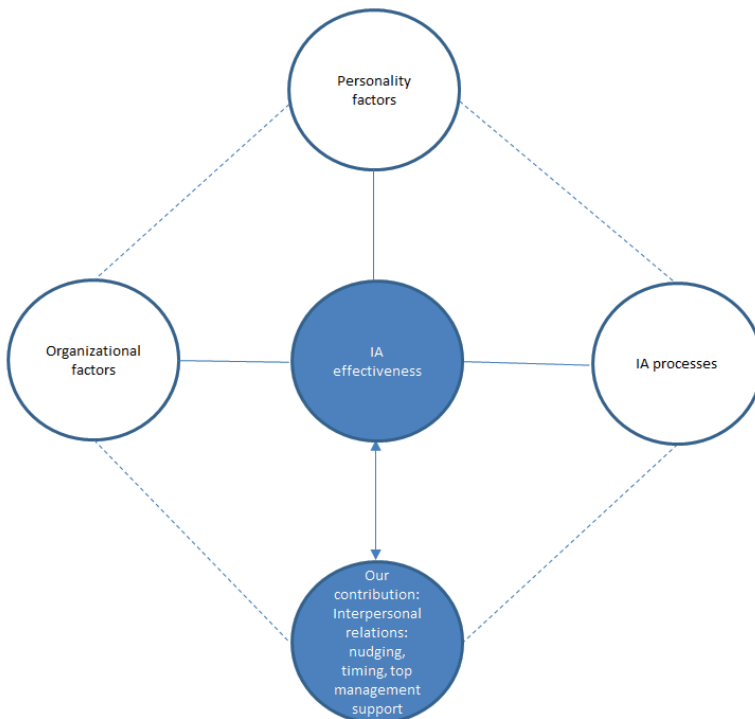 Personality
factors
Organizational
factors
IA
effectiveness
IA processes
Our
contribution:
Interpersonal
relations:
nudging,
timing, top
management
support